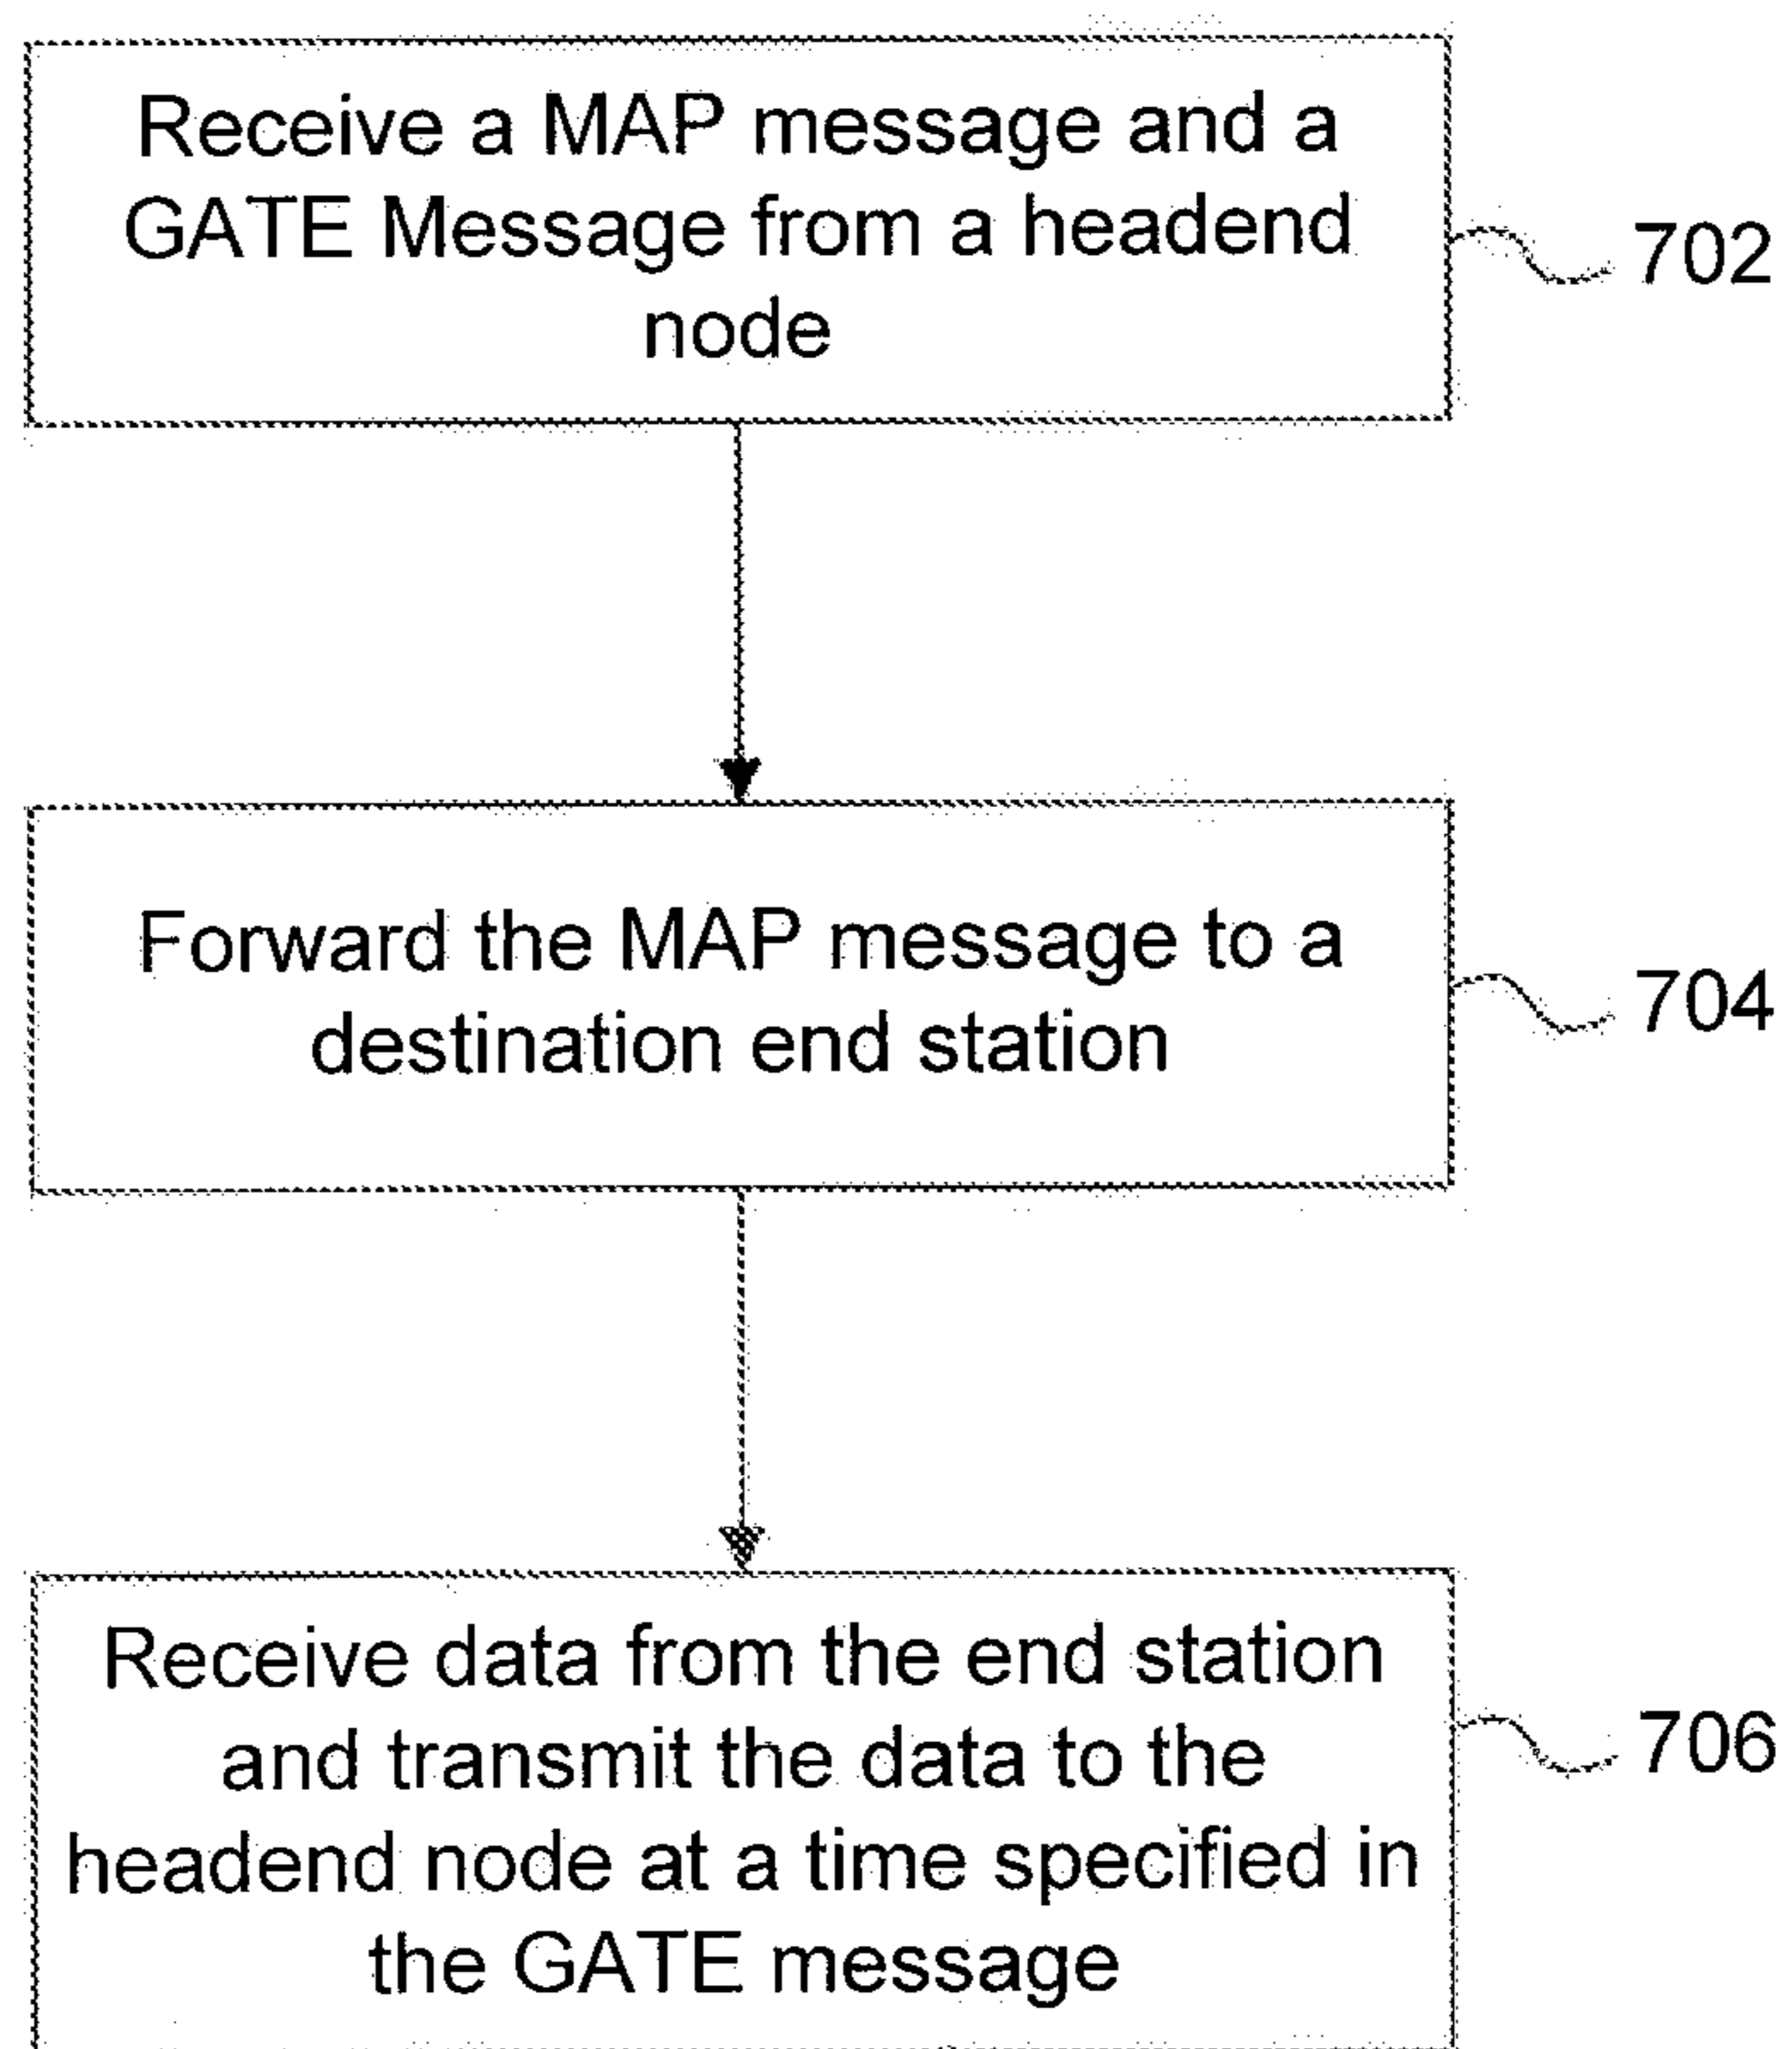 Receive a MAP message and a
GATE Message from a headend
node
702
Forward the MAP message to a
destination end station
704
Receive data from the end station
and transmit the data to the
headend node at a time specified in
the GATE message
706